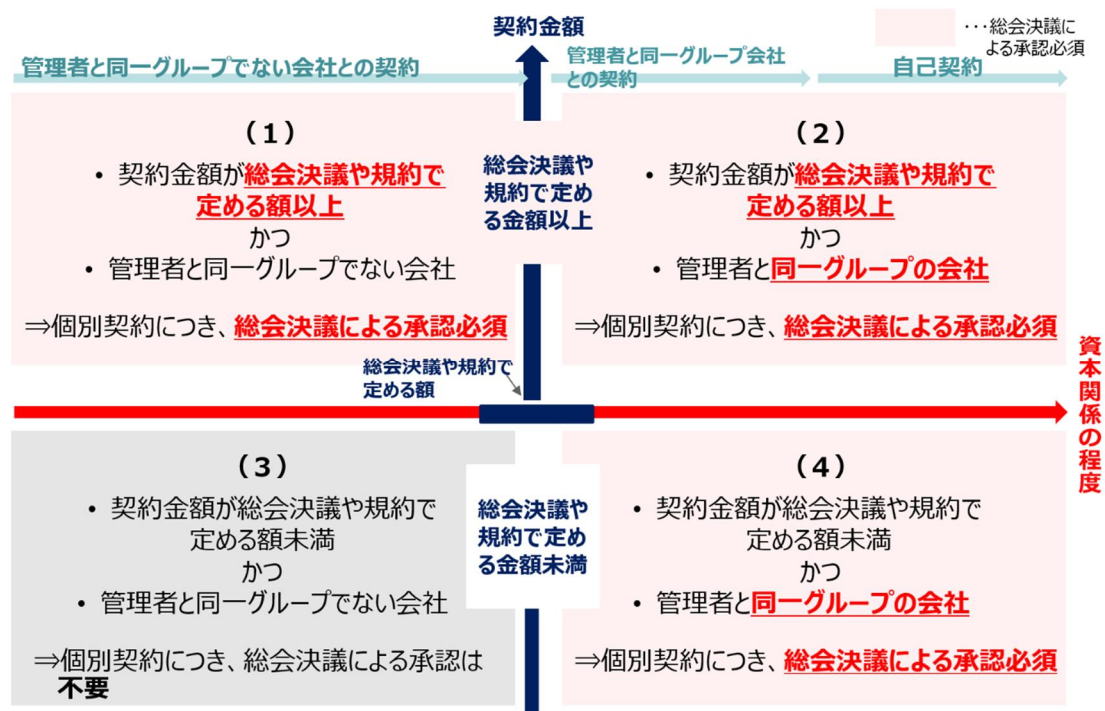 契約金額
・・・総会決議に
よる承認必須
管理者と同一グループでない会社との契約
管理者と同一グループ会社
との契約
自己契約
（１）
• 契約金額が総会決議や規約で
定める額以上
かつ
• 管理者と同一グループでない会社
⇒個別契約につき、総会決議による承認必須
総会決議や
規約で定め
る金額以上
（２）
• 契約金額が総会決議や規約で
定める額以上
かつ
• 管理者と同一グループの会社
⇒個別契約につき、総会決議による承認必須
総会決議や規約で
定める額
資本関係の程度
（３）
• 契約金額が総会決議や規約で
定める額未満
かつ
• 管理者と同一グループでない会社
⇒個別契約につき、総会決議による承認は
不要
総会決議や
規約で定め
る金額未満
（４）
• 契約金額が総会決議や規約で
定める額未満
かつ
• 管理者と同一グループの会社
⇒個別契約につき、総会決議による承認必須